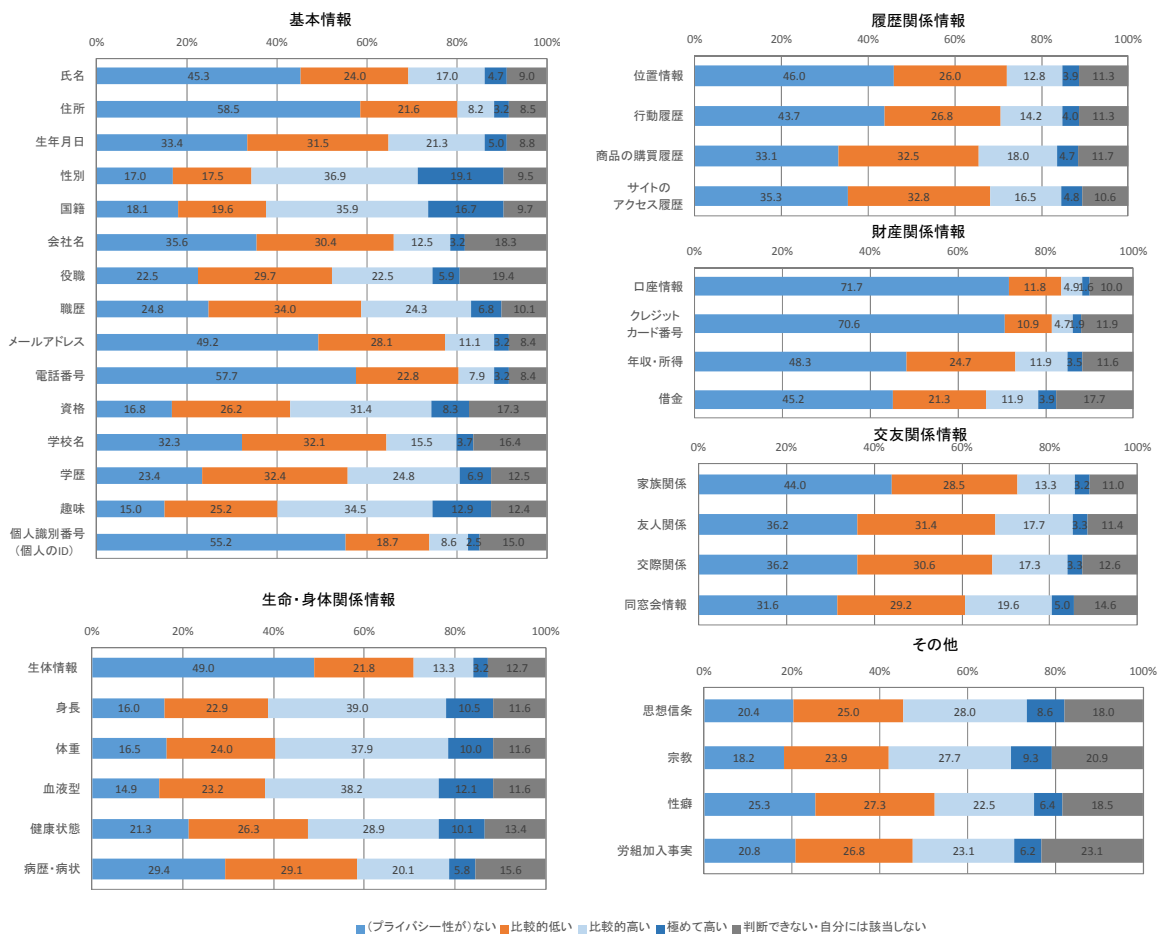 基本情報
0% 20% 40% 60% 80% 100%
氏名 45.3 24.0 17.0 4.7 9.0
住所 58.5 21.6 8.2 3.2 8.5
生年月日 33.4 31.5 21.3 5.0 8.8
性別 17.0 17.5 36.9 19.1 9.5
国籍 18.1 19.6 35.9 16.7 9.7
会社名 35.6 30.4 12.5 3.2 18.3
役職 22.5 29.7 22.5 5.9 19.4
職歴 24.8 34.0 24.3 6.8 10.1
メールアドレス 49.2 28.1 11.1 3.2 8.4
電話番号 57.7 22.8 7.9 3.2 8.4
資格 16.8 26.2 31.4 8.3 17.3
学校名 32.3 32.1 15.5 3.7 16.4
学歴 23.4 32.4 24.8 6.9 12.5
趣味 15.0 25.2 34.5 12.9 12.4
個人識別番号
(個人のID) 55.2 18.7 8.6 2.5 15.0
生命・身体関係情報
0% 20% 40% 60% 80% 100%
生体情報 49.0 21.8 13.3 3.2 12.7
身長 16.0 22.9 39.0 10.5 11.6
体重 16.5 24.0 37.9 10.0 11.6
血液型 14.9 23.2 38.2 12.1 11.6
健康状態 21.3 26.3 28.9 10.1 13.4
病歴・病状 29.4 29.1 20.1 5.8 15.6
履歴関係情報
0% 20% 40% 60% 80% 100%
位置情報 46.0 26.0 12.8 3.9 11.3
行動履歴 43.7 26.8 14.2 4.0 11.3
商品の購買履歴 33.1 32.5 18.0 4.7 11.7
サイトの
アクセス履歴 35.3 32.8 16.5 4.8 10.6
財産関係情報
0% 20% 40% 60% 80% 100%
口座情報 71.7 11.8 4.9 1.6 10.0
クレジット
カード番号 70.6 10.9 4.7 1.9 11.9
年収・所得 48.3 24.7 11.9 3.5 11.6
借金 45.2 21.3 11.9 3.9 17.7
交友関係情報
0% 20% 40% 60% 80% 100%
家族関係 44.0 28.5 13.3 3.2 11.0
友人関係 36.2 31.4 17.7 3.3 11.4
交際関係 36.2 30.6 17.3 3.3 12.6
同窓会情報 31.6 29.2 19.6 5.0 14.6
その他
0% 20% 40% 60% 80% 100%
思想信条 20.4 25.0 28.0 8.6 18.0
宗教 18.2 23.9 27.7 9.3 20.9
性癖 25.3 27.3 22.5 6.4 18.5
労組加入事実 20.8 26.8 23.1 6.2 23.1
(プライバシー性が)ない 比較的低い 比較的高い 極めて高い 判断できない・自分には該当しない